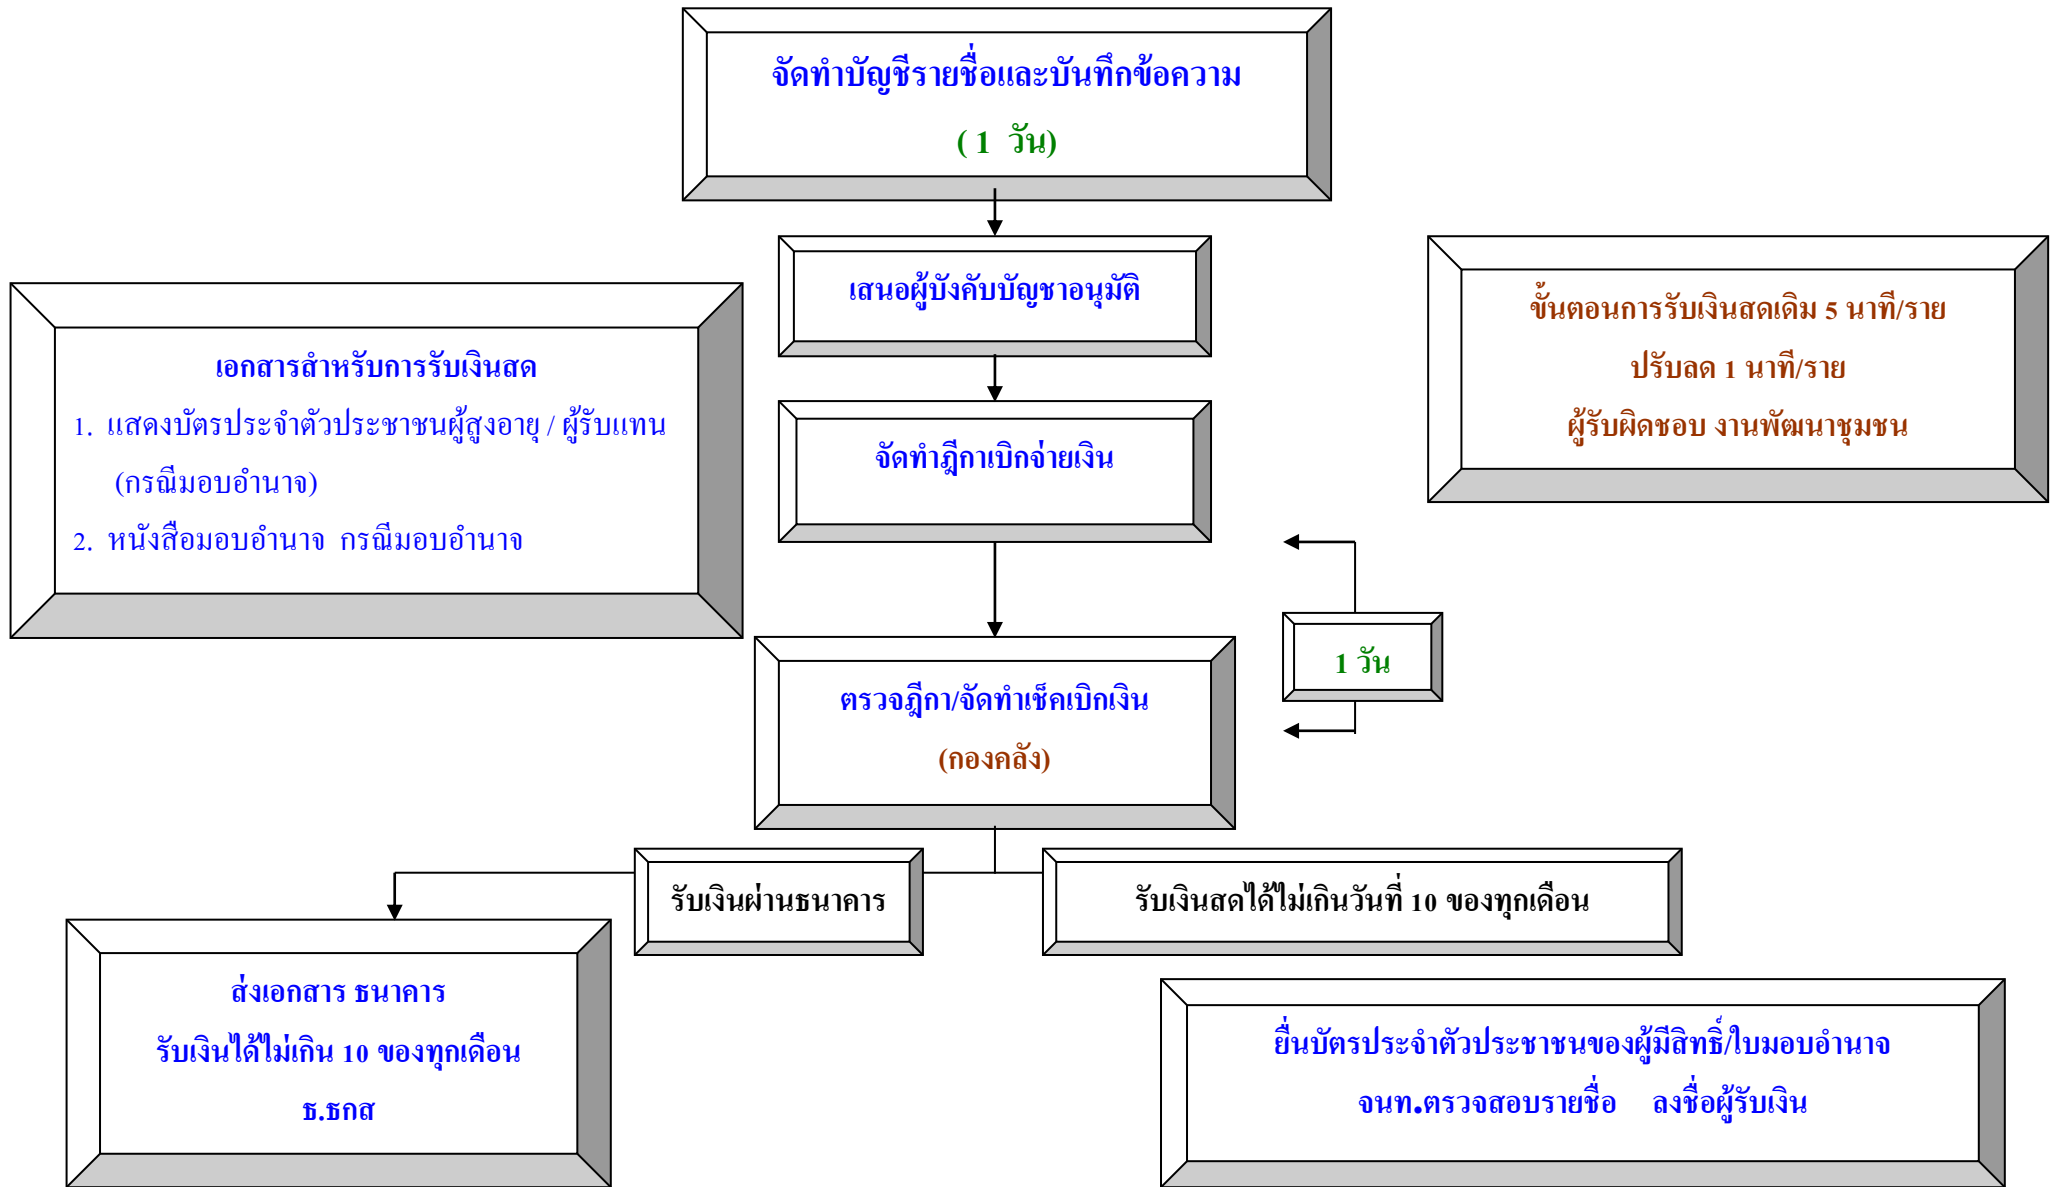 จัดทำบัญชีรายชื่อและบันทึกข้อความ
( 1 วัน)
เสนอผู้บังคับบัญชาอนุมัติ
ขั้นตอนการรับเงินสดเดิม 5 นาที/ราย
ปรับลด 1 นาที/ราย
ผู้รับผิดชอบ งานพัฒนาชุมชน
เอกสารสำหรับการรับเงินสด
1. แสดงบัตรประจำตัวประชาชนผู้สูงอายุ / ผู้รับแทน
(กรณีมอบอำนาจ)
2. หนังสือมอบอำนาจ กรณีมอบอำนาจ
จัดทำฎีกาเบิกจ่ายเงิน
1 วัน
ตรวจฎีกา/จัดทำเช็คเบิกเงิน
(กองคลัง)
รับเงินผ่านธนาคาร
รับเงินสดได้ไม่เกินวันที่ 10 ของทุกเดือน
ส่งเอกสาร ธนาคาร
รับเงินได้ไม่เกิน 10 ของทุกเดือน
ธ.ธกส
ยื่นบัตรประจำตัวประชาชนของผู้มีสิทธิ์/ใบมอบอำนาจ
จนท.ตรวจสอบรายชื่อ ลงชื่อผู้รับเงิน